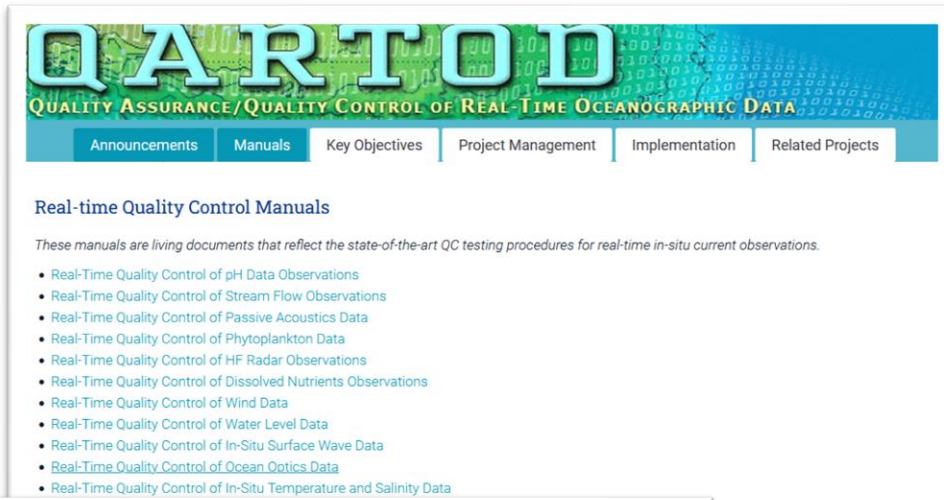 QARTOD
QUALITY ASSURANCE/QUALITY CONTROL OF REAL-TIME OCEANOGRAPHIC DATA
Announcements Manuals Key Objectives Project Management Implementation Related Projects
Real-time Quality Control Manuals
These manuals are living documents that reflect the state-of-the-art QC testing procedures for real-time in-situ current observations.
• Real-Time Quality Control of pH Data Observations
• Real-Time Quality Control of Stream Flow Observations
• Real-Time Quality Control of Passive Acoustics Data
• Real-Time Quality Control of Phytoplankton Data
• Real-Time Quality Control of HF Radar Observations
• Real-Time Quality Control of Dissolved Nutrients Observations
• Real-Time Quality Control of Wind Data
• Real-Time Quality Control of Water Level Data
• Real-Time Quality Control of In-Situ Surface Wave Data
• Real-Time Quality Control of Ocean Optics Data
• Real-Time Quality Control of In-Situ Temperature and Salinity Data